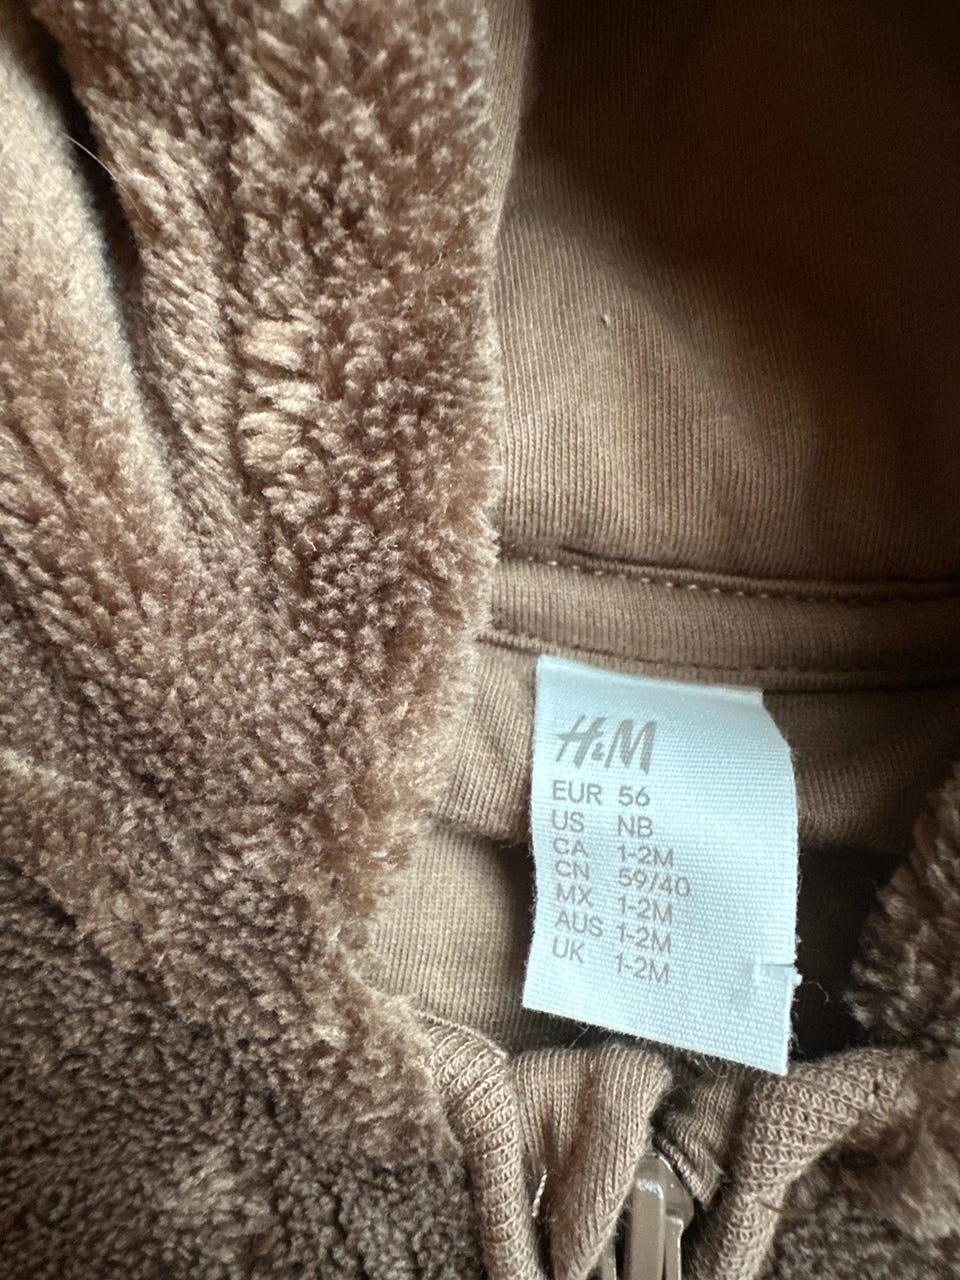 H&M
EUR 56
US NB
CA 1-2M
CN 59/40
MX 1-2M
AUS 1-2M
UK 1-2M